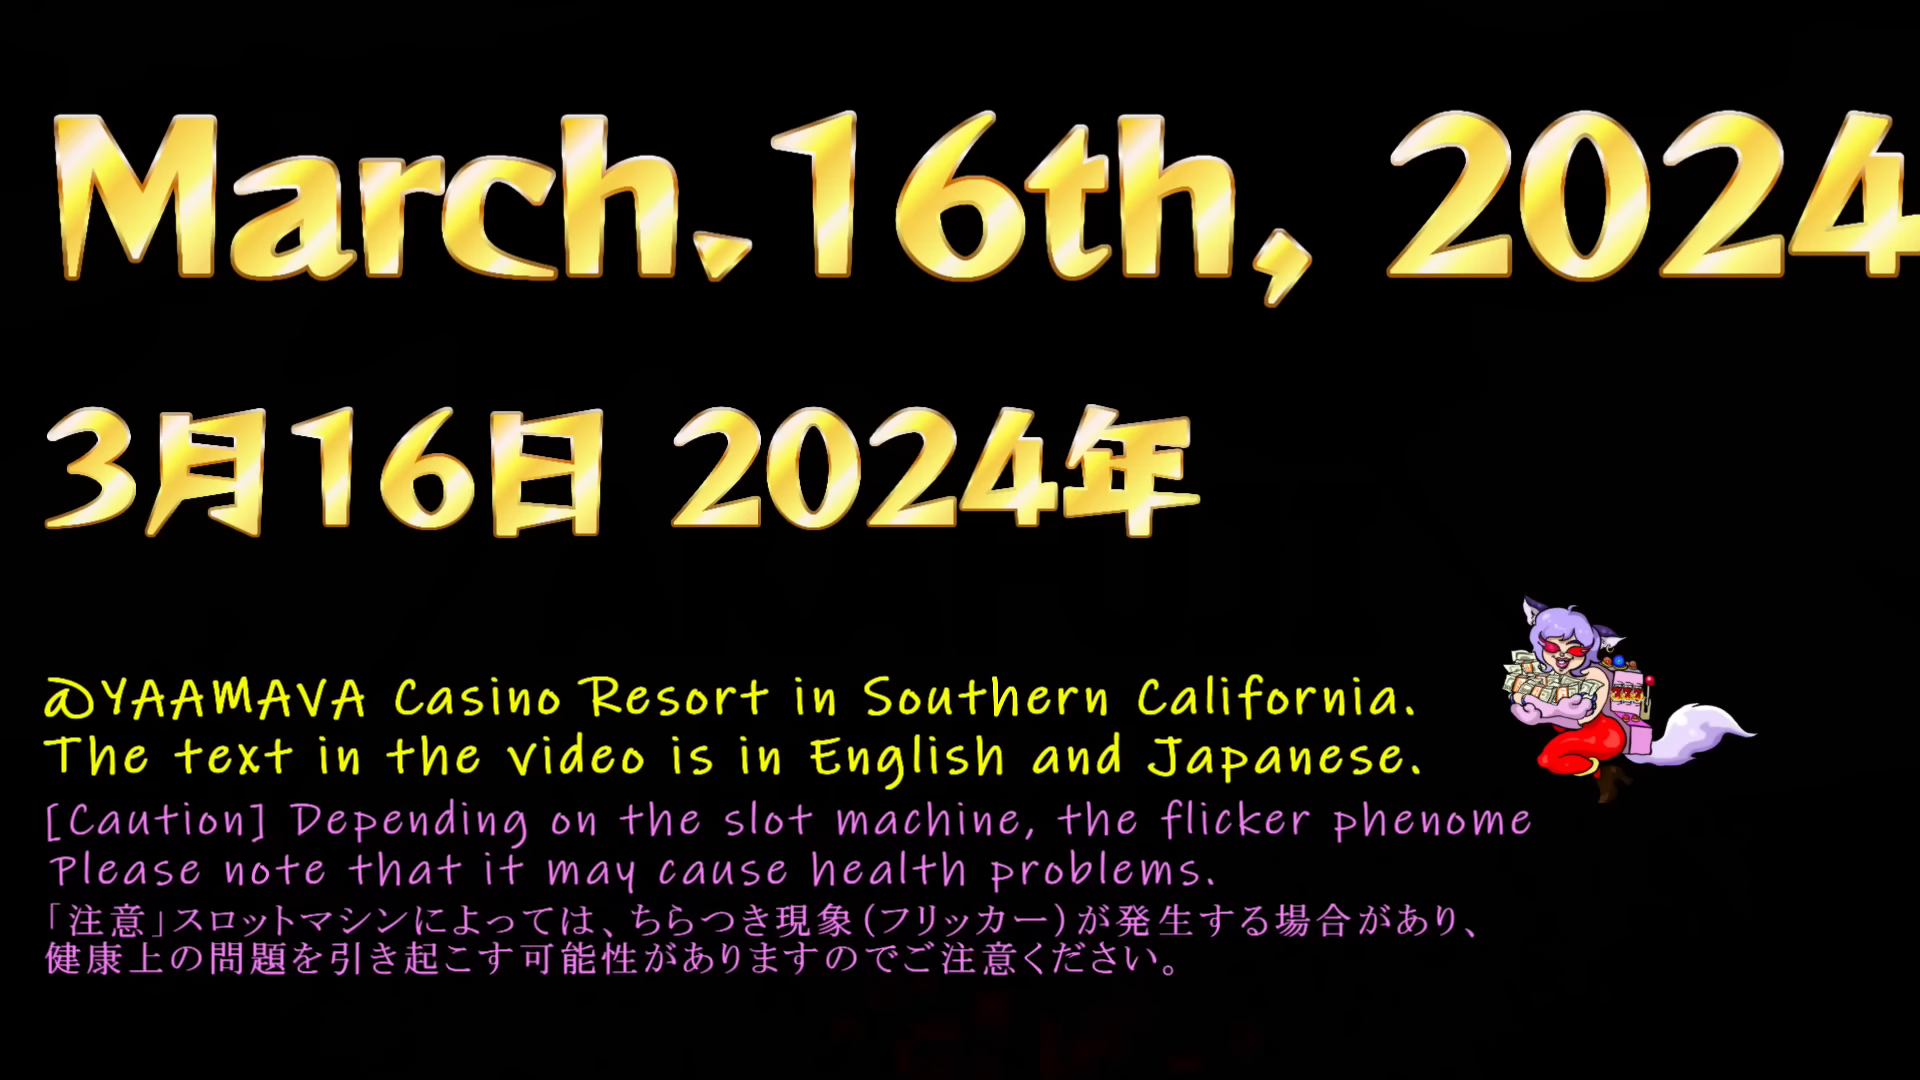 March.16th, 2024
3月16日 2024年
@YAAMAVA Casino Resort in Southern California.
The text in the video is in English and Japanese.
[Caution] Depending on the slot machine, the flicker phenome
Please note that it may cause health problems.
「注意」スロットマシンによっては、ちらつき現象(フリッカー)が発生する場合があり、
健康上の問題を引き起こす可能性がありますのでご注意ください。
777